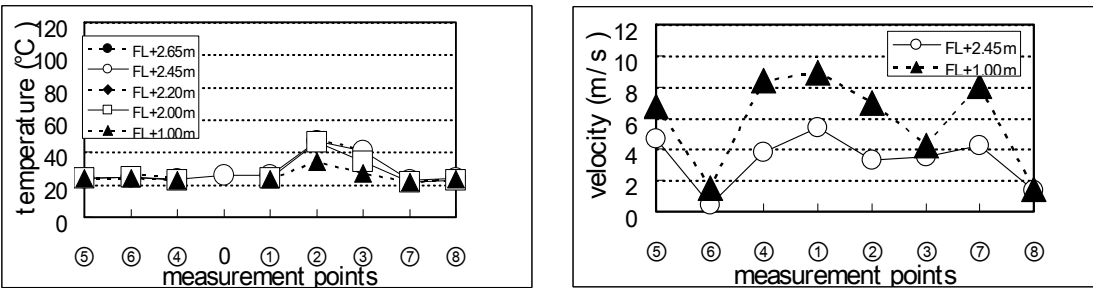 temperature (℃)
120
100
80
60
40
20
0
FL+2.65m
FL+2.45m
FL+2.20m
FL+2.00m
FL+1.00m
⑤ ⑥ ④ 0 ① ② ③ ⑦ ⑧
measurement points
velocity (m/s)
12
10
8
6
4
2
0
FL+2.45m
FL+1.00m
⑤ ⑥ ④ ① ② ③ ⑦ ⑧
measurement points